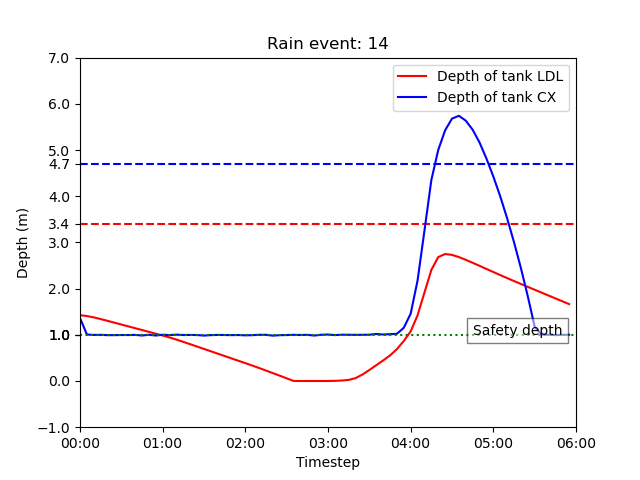 Rain event: 14
Depth of tank LDL
Depth of tank CX
7.0
6.0
5.0
4.7
4.0
3.4
3.0
2.0
1.0
1.0
0.0
−1.0
Depth (m)
Safety depth
00:00 01:00 02:00 03:00 04:00 05:00 06:00
Timestep